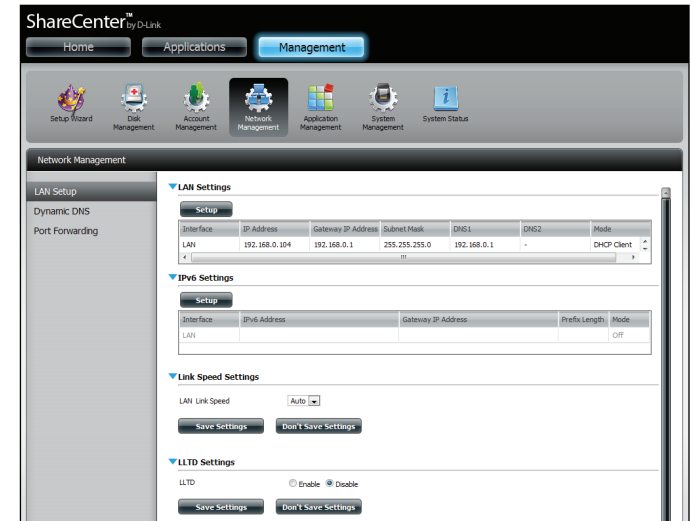 ShareCenter™ by D-Link
Home Applications Management
Setup Wizard Disk Management Account Management Network Management Application Management System Management System Status
Network Management
LAN Setup
Dynamic DNS
Port Forwarding
LAN Settings
Setup
Interface IP Address Gateway IP Address Subnet Mask DNS1 DNS2 Mode
LAN 192.168.0.104 192.168.0.1 255.255.255.0 192.168.0.1 - DHCP Client
IPv6 Settings
Setup
Interface IPv6 Address Gateway IP Address Prefix Length Mode
LAN Off
Link Speed Settings
LAN Link Speed Auto
Save Settings Don't Save Settings
LLTD Settings
LLTD Enable Disable
Save Settings Don't Save Settings